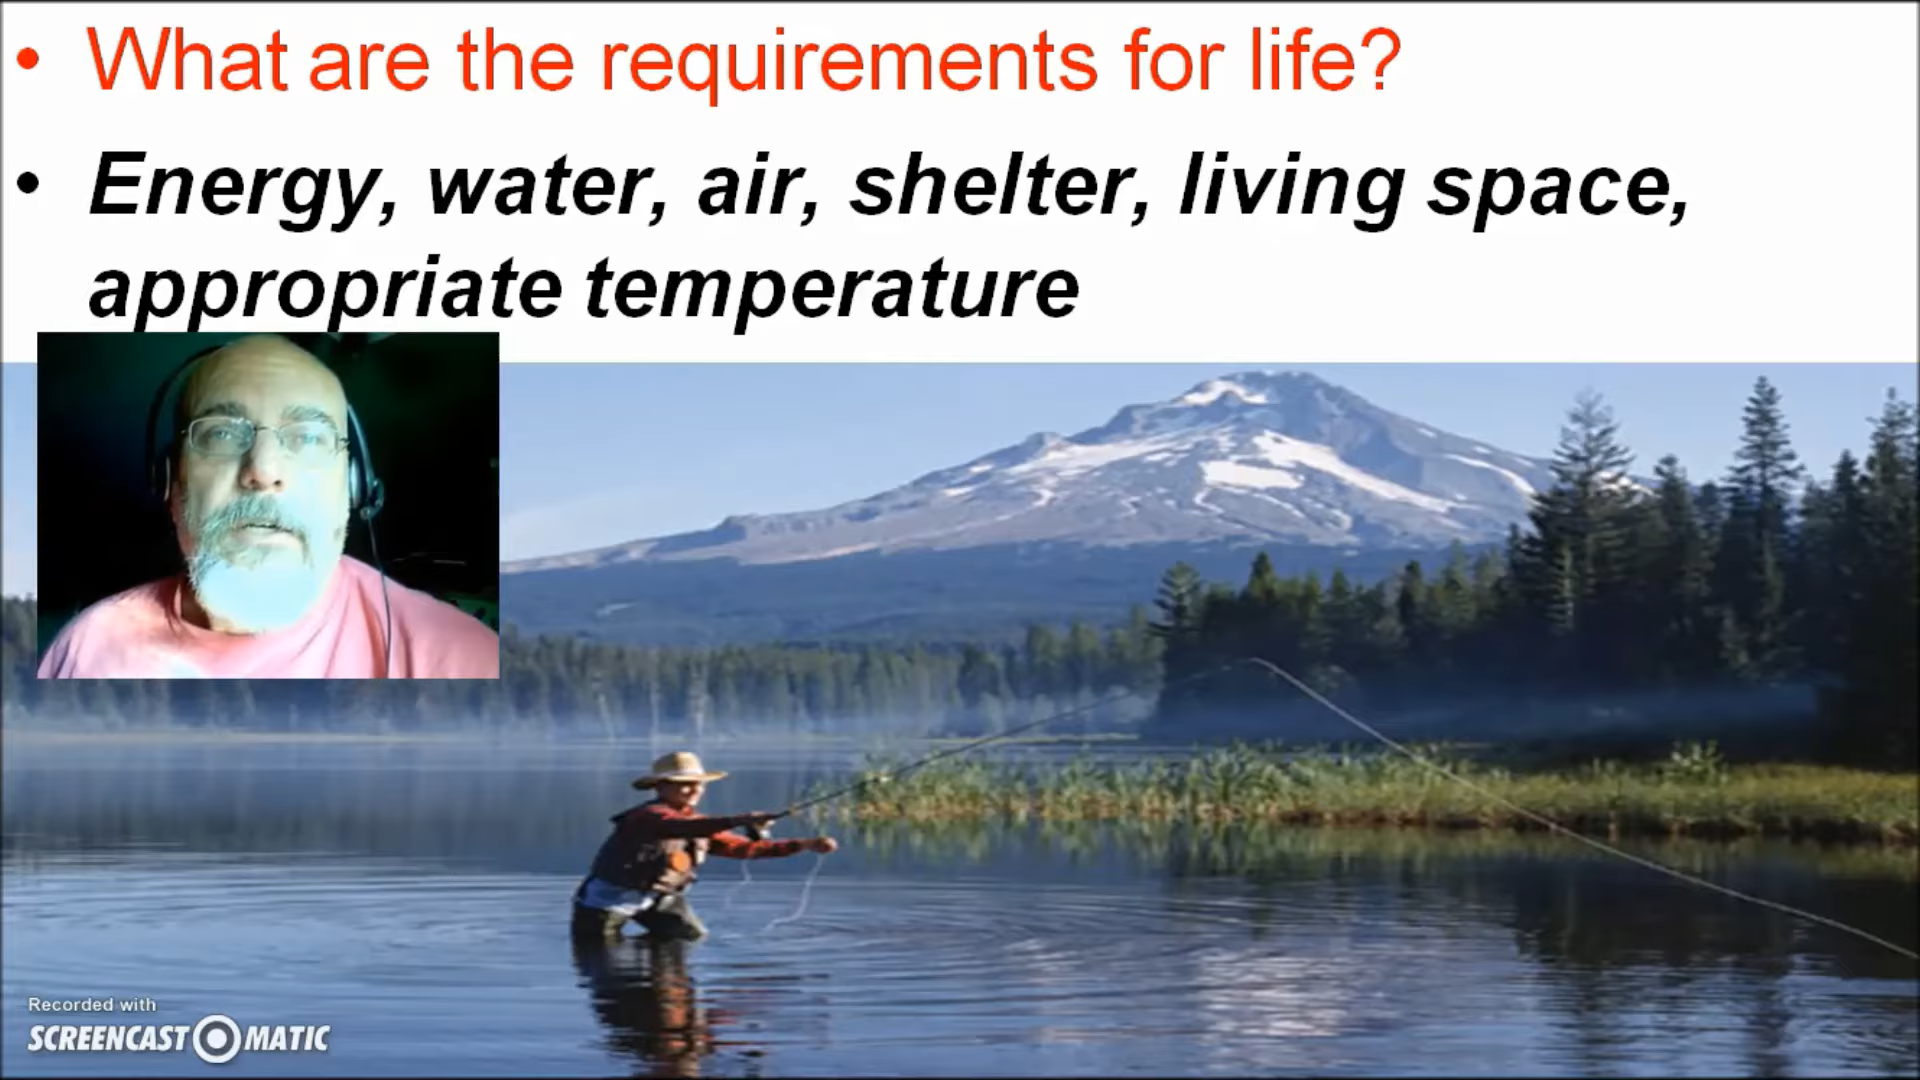 • What are the requirements for life?
• Energy, water, air, shelter, living space,
appropriate temperature
Recorded with
SCREENCAST MATIC